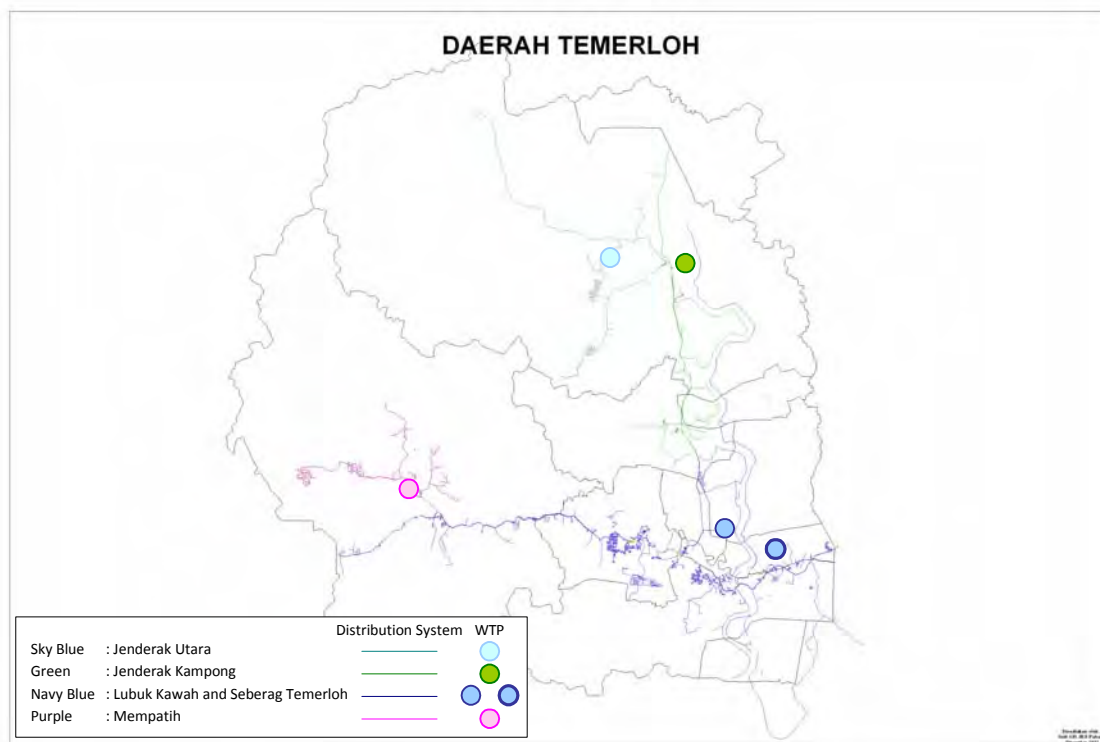 DAERAH TEMERLOH
Distribution System WTP
Sky Blue : Jenderak Utara
Green : Jenderak Kampong
Navy Blue : Lubuk Kawah and Seberag Temerloh
Purple : Mempatih